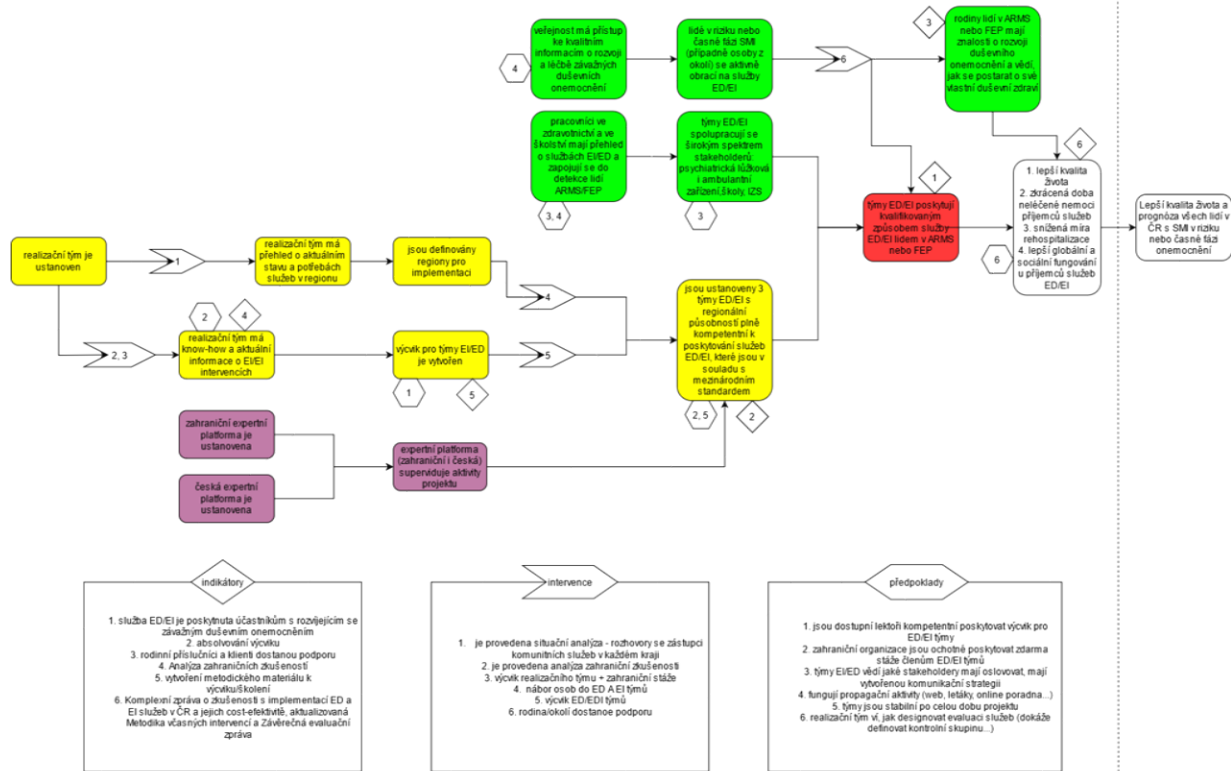 veřejnost má přístup
ke kvalitním
informacím o rozvoji
a léčbě závažných
duševních
onemocnění
4
lidé v riziku nebo
časné fázi SMI
(případně osoby z
okolí) se aktivně
obrací na služby
ED/EI
6
3
rodiny lidí v ARMS
nebo FEP mají
znalosti o rozvoji
duševního
onemocnění a vědí,
jak se postarat o své
vlastní duševní zdraví
pracovníci ve
zdravotnictví a ve
školství mají přehled
o službách EI/ED a
zapojují se do
detekce lidí
ARMS/FEP
3, 4
týmy ED/EI
spolupracují se
širokým spektrem
stakeholderů:
psychiatrická lůžková
i ambulantní
zařízení,školy, IZS
3
1
týmy ED/EI poskytují
kvalifikovaným
způsobem služby
ED/EI lidem v ARMS
nebo FEP
6
6
1. lepší kvalita
života
2. zkrácená doba
neléčené nemoci
příjemců služeb
3. snížená míra
rehospitalizace
4. lepší globální a
sociální fungování
u příjemců služeb
ED/EI
Lepší kvalita života a
prognóza všech lidí v
ČR s SMI v riziku
nebo časné fázi
onemocnění
realizační tým je
ustanoven
1
realizační tým má
přehled o aktuálním
stavu a potřebách
služeb v regionu
jsou definovány
regiony pro
implementaci
4
2, 3
2
4
realizační tým má
know-how a aktuální
informace o EI/EI
intervencích
výcvik pro týmy EI/ED
je vytvořen
1
5
5
jsou ustanoveny 3
týmy ED/EI s
regionální
působností plně
kompetentní k
poskytování služeb
ED/EI, které jsou v
souladu s
mezinárodním
standardem
2, 5
2
zahraniční expertní
platforma je
ustanovena
česká expertní
platforma je
ustanovena
expertní platforma
(zahraniční i česká)
superviduje aktivity
projektu
indikátory
1. služba ED/EI je poskytnuta účastníkům s rozvíjejícím se
závažným duševním onemocněním
2. absolvování výcviku
3. rodinní příslušníci a klienti dostanou podporu
4. Analýza zahraničních zkušeností
5. vytvoření metodického materiálu k
výcviku/školení
6. Komplexní zpráva o zkušenosti s implementací ED a
EI služeb v ČR a jejich cost-efektivitě, aktualizovaná
Metodika včasných intervencí a Závěrečná evaluační
zpráva
intervence
1. je provedena situační analýza - rozhovory se zástupci
komunitních služeb v každém kraji
2. je provedena analýza zahraniční zkušenosti
3. výcvik realizačního týmu + zahraniční stáže
4. nábor osob do ED A EI týmů
5. výcvik ED/EDI týmů
6. rodina/okolí dostanoe podporu
předpoklady
1. jsou dostupní lektoři kompetentní poskytovat výcvik pro
ED/EI týmy
2. zahraniční organizace jsou ochotné poskytovat zdarma
stáže členům ED/EI týmů
3. týmy EI/ED vědí jaké stakeholdery mají oslovovat, mají
vytvořenou komunikační strategii
4. fungují propagační aktivity (web, letáky, online poradna...)
5. týmy jsou stabilní po celou dobu projektu
6. realizační tým ví, jak designovat evaluaci služeb (dokáže
definovat kontrolní skupinu...)